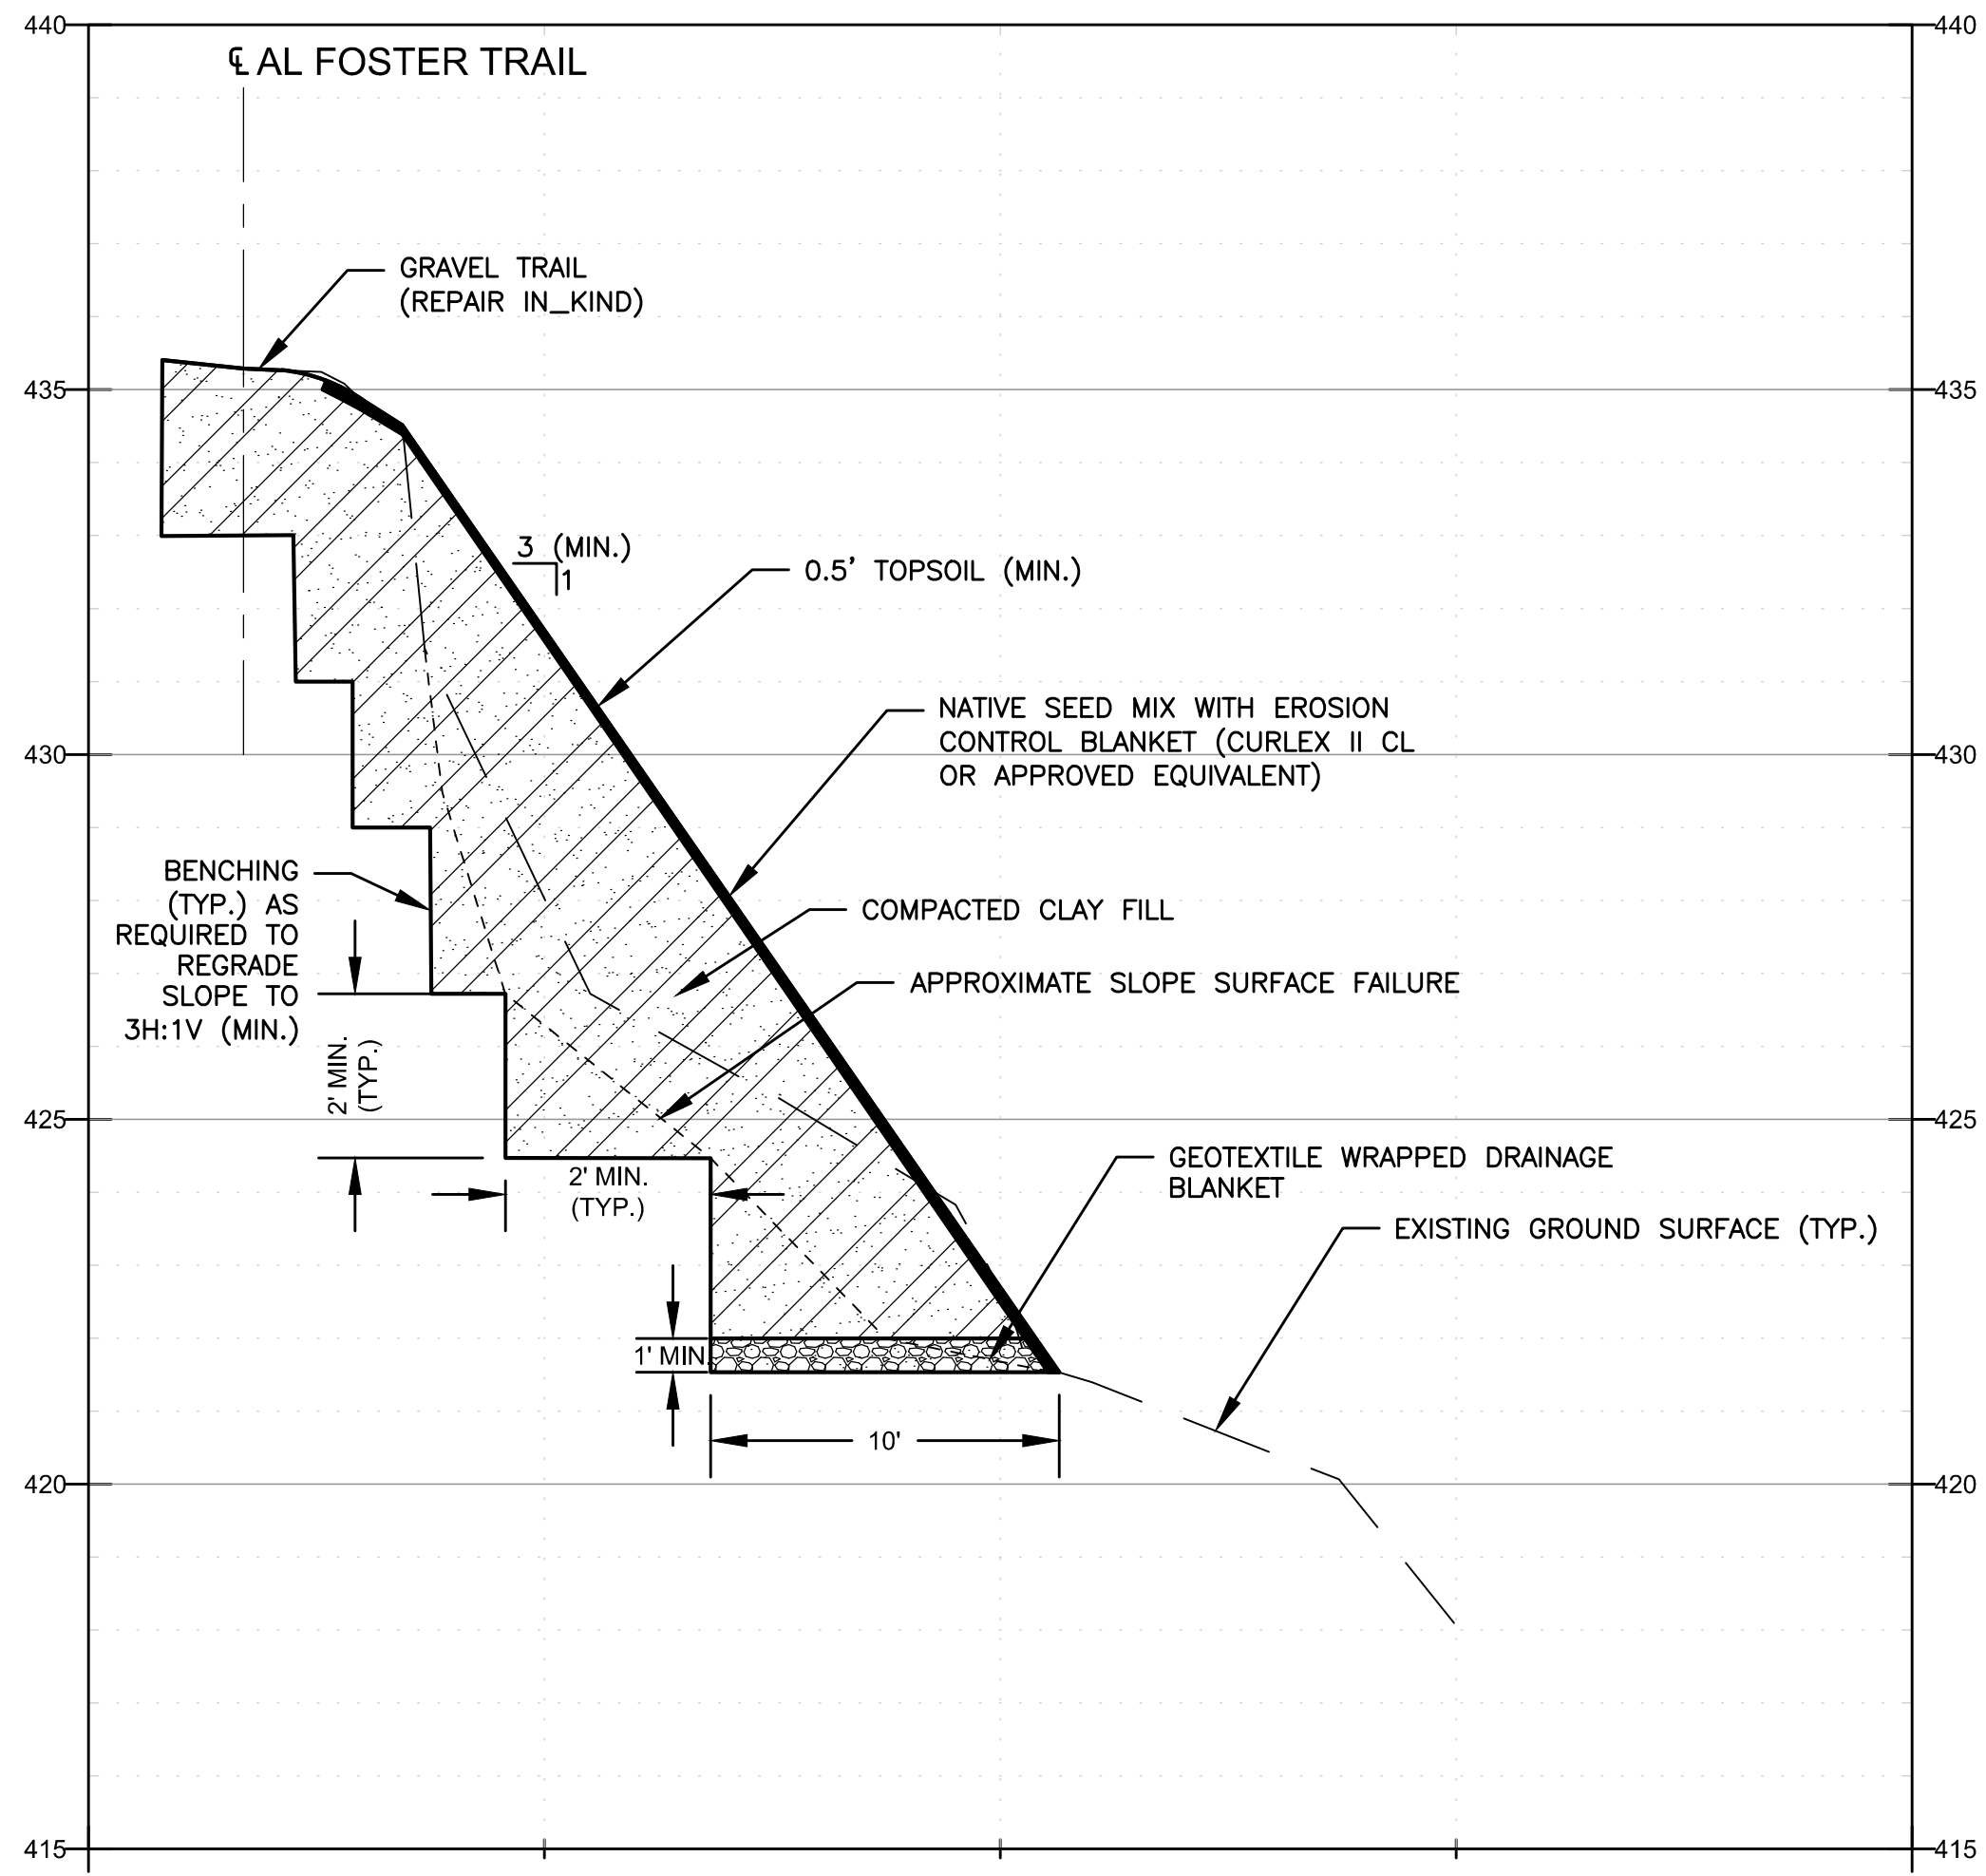 440
440
℄ AL FOSTER TRAIL
GRAVEL TRAIL
(REPAIR IN_KIND)
435
435
3 (MIN.)
1
0.5' TOPSOIL (MIN.)
NATIVE SEED MIX WITH EROSION
CONTROL BLANKET (CURLEX II CL
OR APPROVED EQUIVALENT)
430
430
BENCHING
(TYP.) AS
REQUIRED TO
REGRADE
SLOPE TO
3H:1V (MIN.)
COMPACTED CLAY FILL
APPROXIMATE SLOPE SURFACE FAILURE
2' MIN.
(TYP.)
425
425
2' MIN.
(TYP.)
GEOTEXTILE WRAPPED DRAINAGE
BLANKET
EXISTING GROUND SURFACE (TYP.)
1' MIN.
10'
420
420
415
415